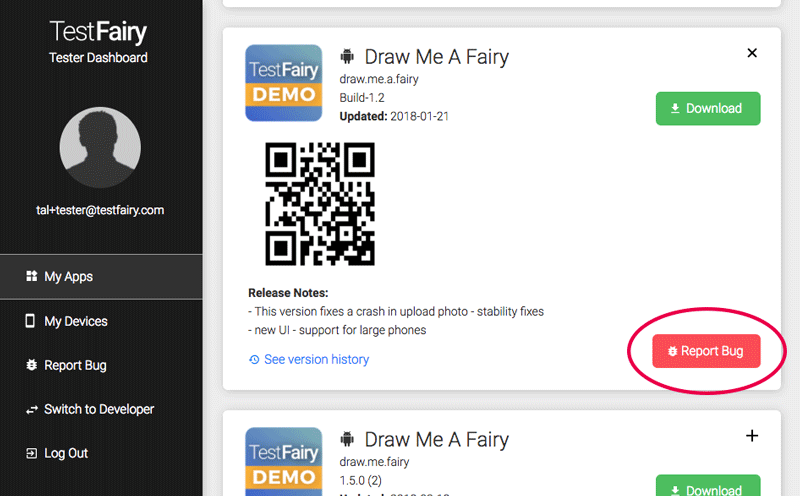 TestFairy
Tester Dashboard
tal+tester@testfairy.com
My Apps
My Devices
Report Bug
Switch to Developer
Log Out
TestFairy
DEMO
Draw Me A Fairy
draw.me.a.fairy
Build-1.2
Updated: 2018-01-21
Download
Release Notes:
- This version fixes a crash in upload photo - stability fixes
- new UI - support for large phones
See version history
Report Bug
TestFairy
DEMO
Draw Me A Fairy
draw.me.fairy
1.5.0 (2)
Download